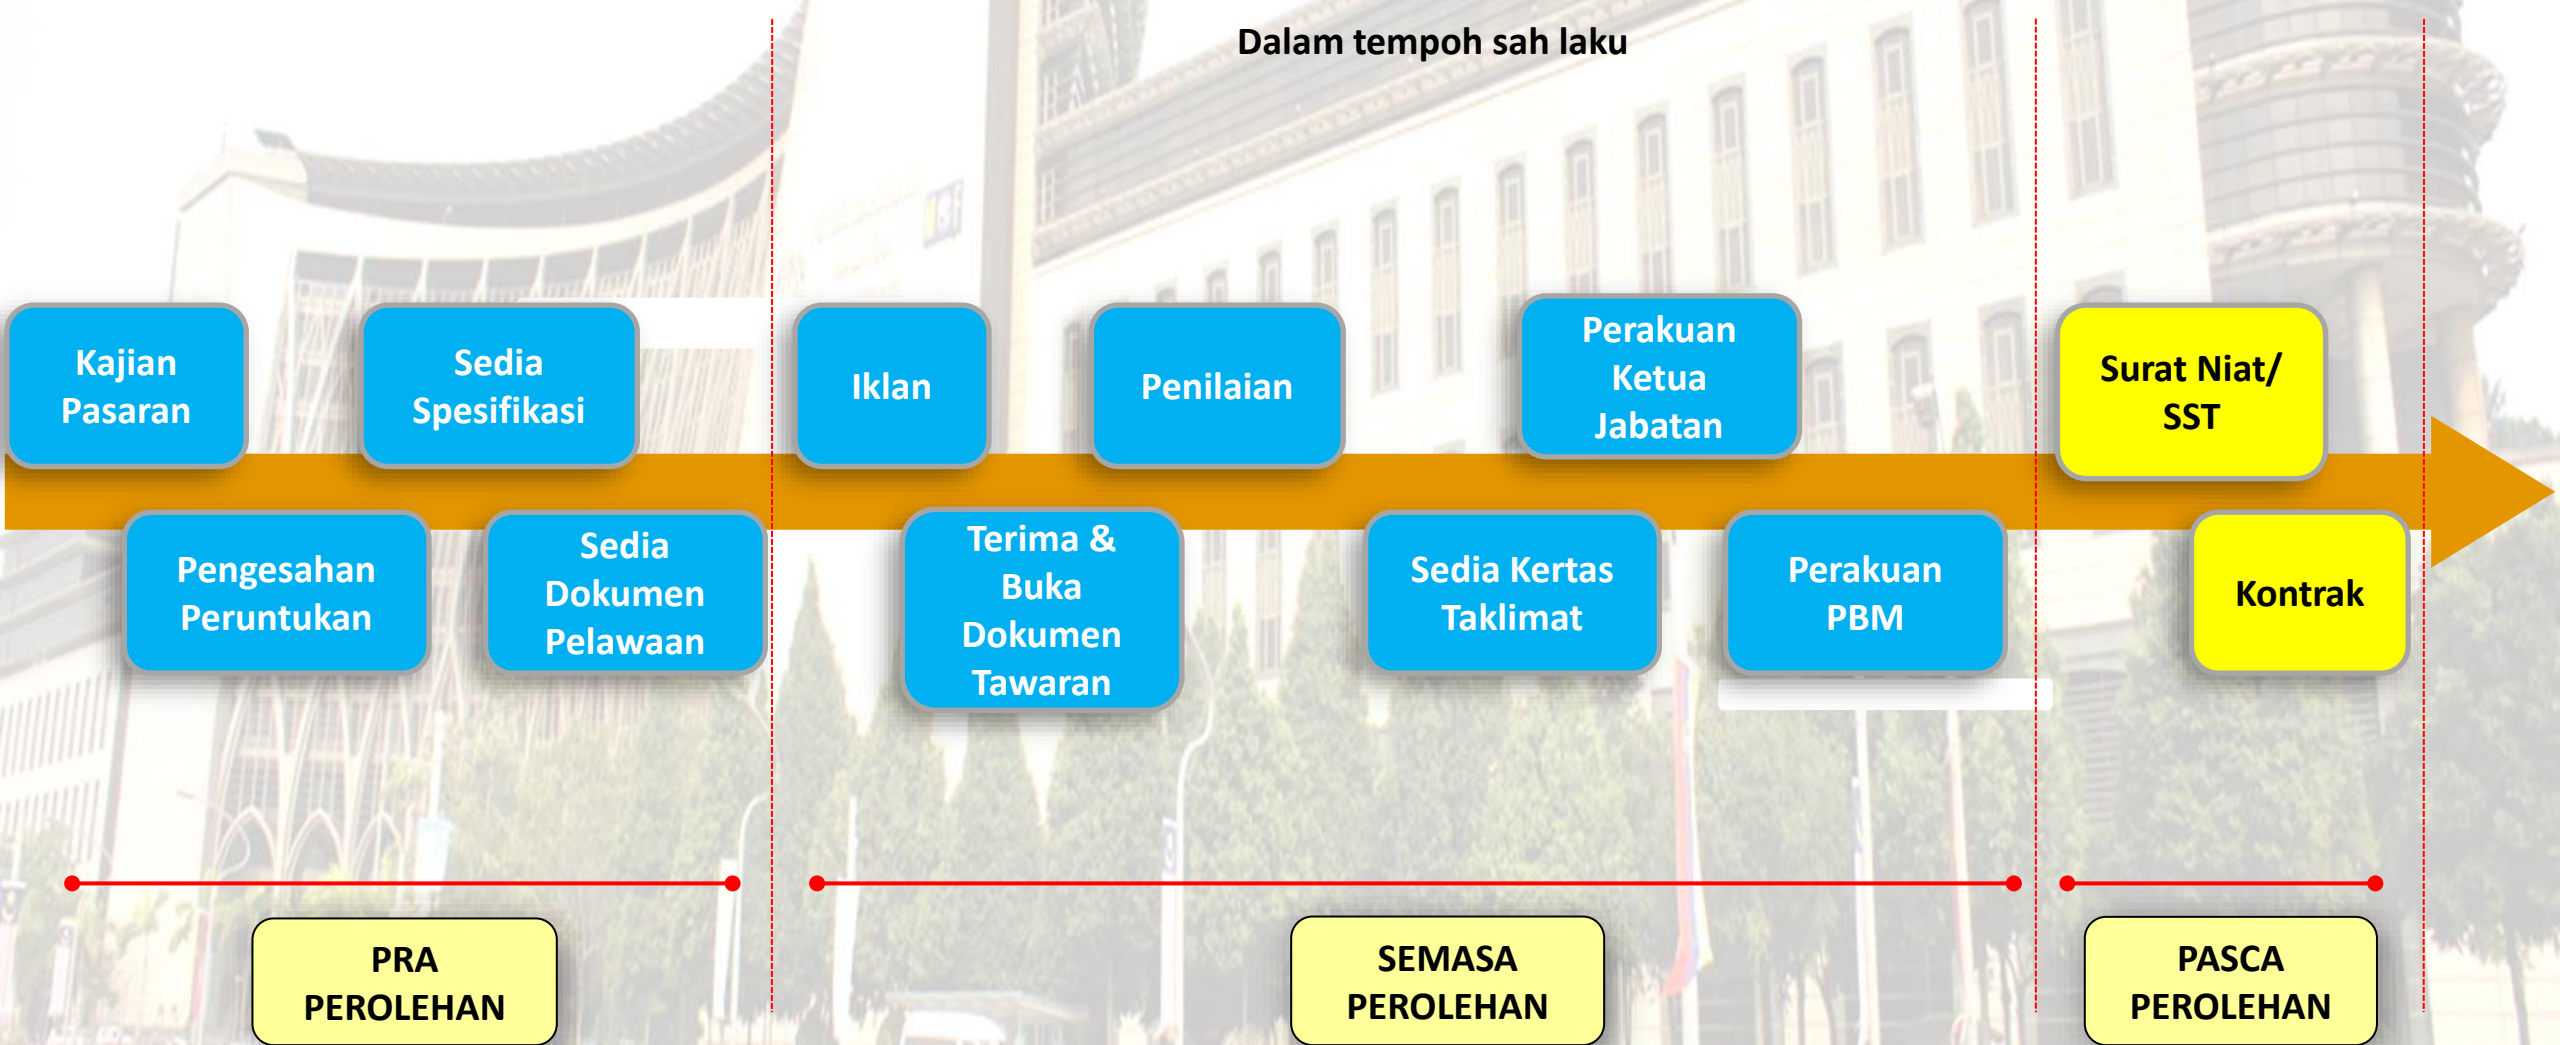 Dalam tempoh sah laku
Kajian
Pasaran
Pengesahan
Peruntukan
Sedia
Spesifikasi
Sedia
Dokumen
Pelawaan
Iklan
Terima &
Buka
Dokumen
Tawaran
Penilaian
Sedia Kertas
Taklimat
Perakuan
Ketua
Jabatan
Perakuan
PBM
Surat Niat/
SST
Kontrak
PRA
PEROLEHAN
SEMASA
PEROLEHAN
PASCA
PEROLEHAN